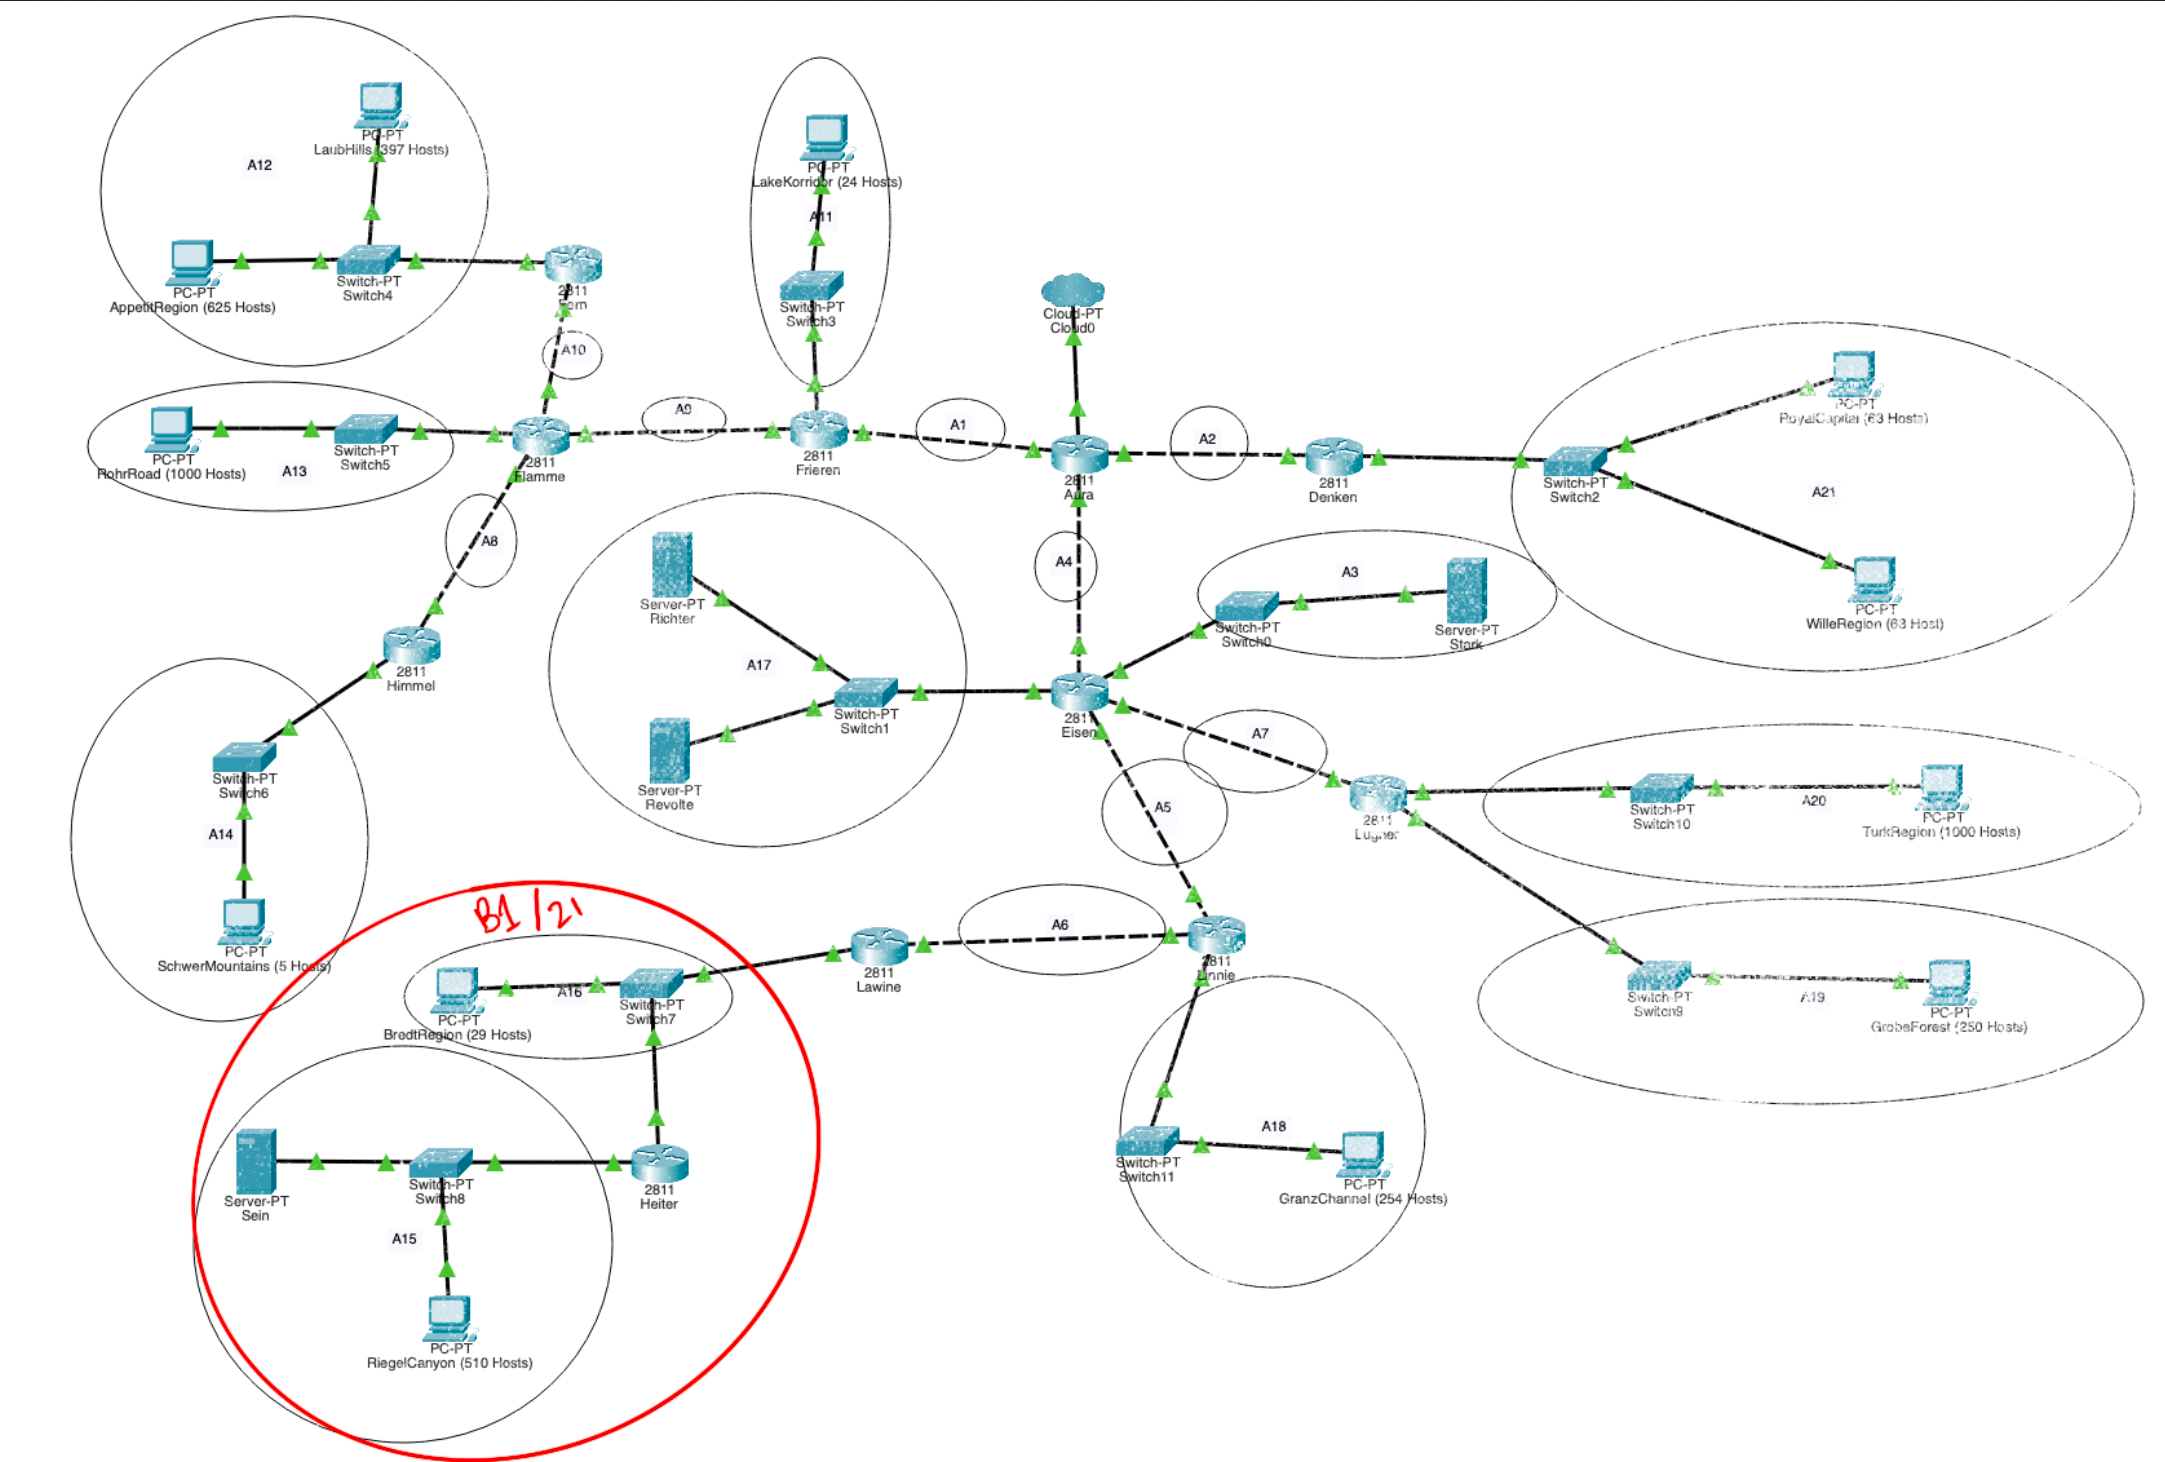 PC-PT
LaubHills (397 Hosts)
A12
PC-PT
AppetitRegion (625 Hosts)
Switch-PT
Switch4
2811
Fern
A10
PC-PT
LakeKorridor (24 Hosts)
A11
Switch-PT
Switch3
Cloud-PT
Cloud0
PC-PT
RohrRoad (1000 Hosts)
A13
Switch-PT
Switch5
2811
Flamme
A9
2811
Frieren
A1
2811
Aura
A2
2811
Denken
Switch-PT
Switch2
PC-PT
RoyalCapital (63 Hosts)
A21
PC-PT
WilleRegion (63 Host)
A8
2811
Himmel
Server-PT
Richter
A17
Switch-PT
Switch1
Server-PT
Revolte
A4
A3
Switch-PT
Switch0
Server-PT
Stark
2811
Eisen
A7
A5
2811
Lugner
Switch-PT
Switch10
A20
PC-PT
TurkRegion (1000 Hosts)
Switch-PT
Switch6
A14
PC-PT
SchwerMountains (5 Hosts)
B1 /21
PC-PT
BredtRegion (29 Hosts)
A16
Switch-PT
Switch7
2811
Lawine
A6
2811
Linnie
Switch-PT
Switch9
A19
PC-PT
GrobeForest (250 Hosts)
Server-PT
Sein
Switch-PT
Switch8
2811
Heiter
A15
PC-PT
RiegelCanyon (510 Hosts)
Switch-PT
Switch11
A18
PC-PT
GranzChannel (254 Hosts)